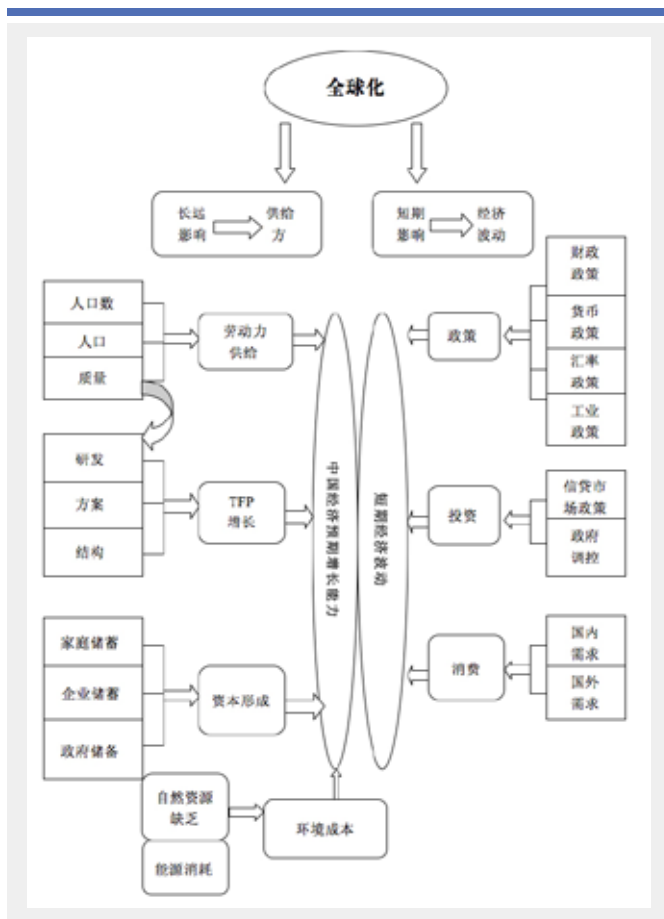 全球化
长远
影响
供给
方
短期
影响
经济
波动
人口数
人口
质量
劳动力
供给
政策
财政
政策
货币
政策
汇率
政策
工业
政策
研发
方案
结构
TFP
增长
中国经济预期增长能力
短期经济波动
投资
信贷市
场政策
政府
调控
家庭储蓄
企业储蓄
政府储备
资本形成
消费
国内
需求
国外
需求
自然资源
缺乏
能源消耗
环境成本